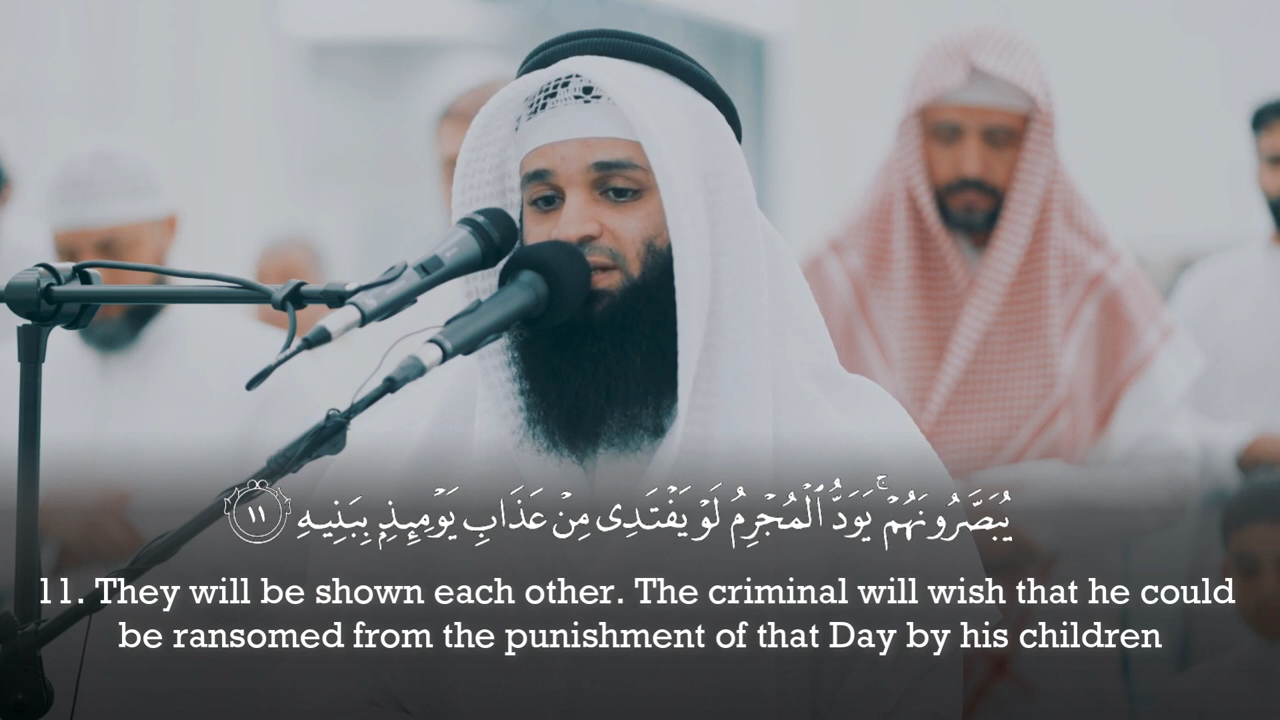 يُبَصَّرُونَهُمْ ۚ يَوَدُّ ٱلْمُجْرِمُ لَوْ يَفْتَدِى مِنْ عَذَابِ يَوْمِئِذٍۭ بِبَنِيهِ ١١
11. They will be shown each other. The criminal will wish that he could
be ransomed from the punishment of that Day by his children